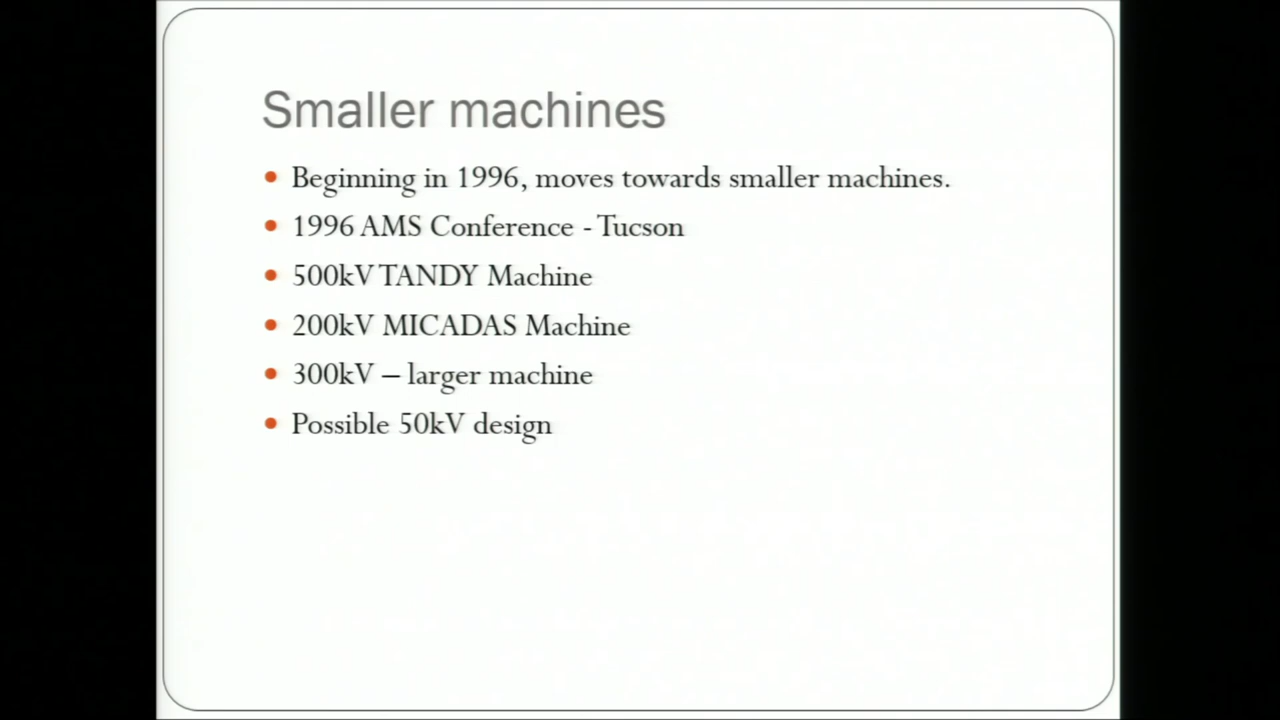 Smaller machines
Beginning in 1996, moves towards smaller machines.
1996 AMS Conference - Tucson
500kV TANDY Machine
200kV MICADAS Machine
300kV – larger machine
Possible 50kV design